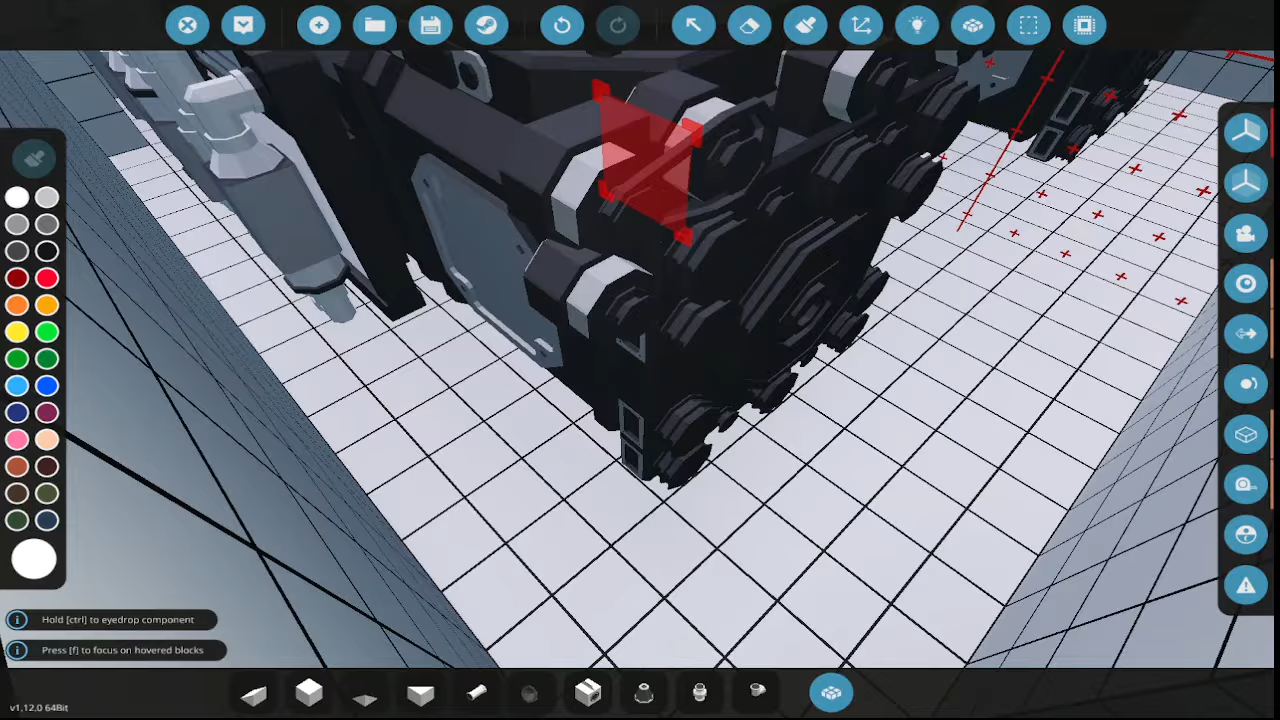 Hold [ctrl] to eyedrop component
Press [f] to focus on hovered blocks
v1.12.0 64Bit